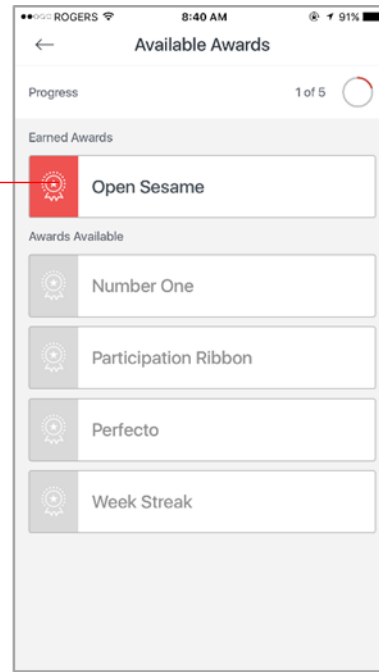 ROGERS 8:40 AM 91%
Available Awards
Progress 1 of 5
Earned Awards
Open Sesame
Awards Available
Number One
Participation Ribbon
Perfecto
Week Streak